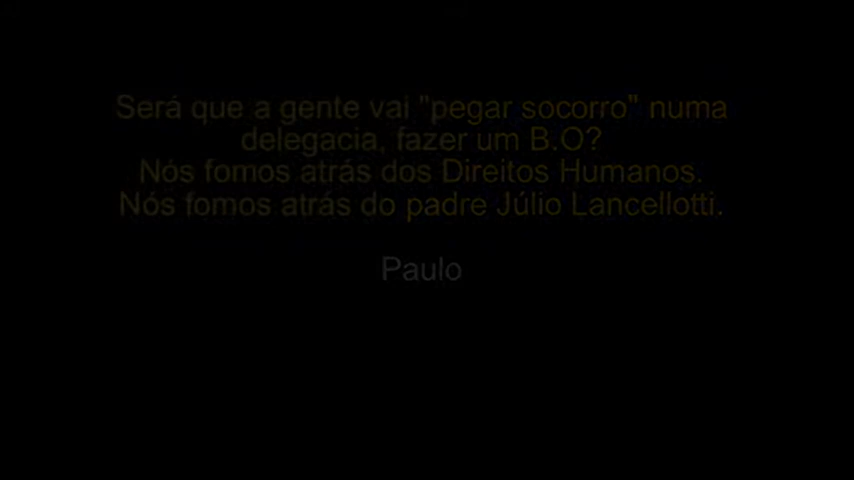 Será que a gente vai "pegar socorro" numa
delegacia, fazer um B.O?
Nós fomos atrás dos Direitos Humanos.
Nós fomos atrás do padre Júlio Lancellotti.
Paulo